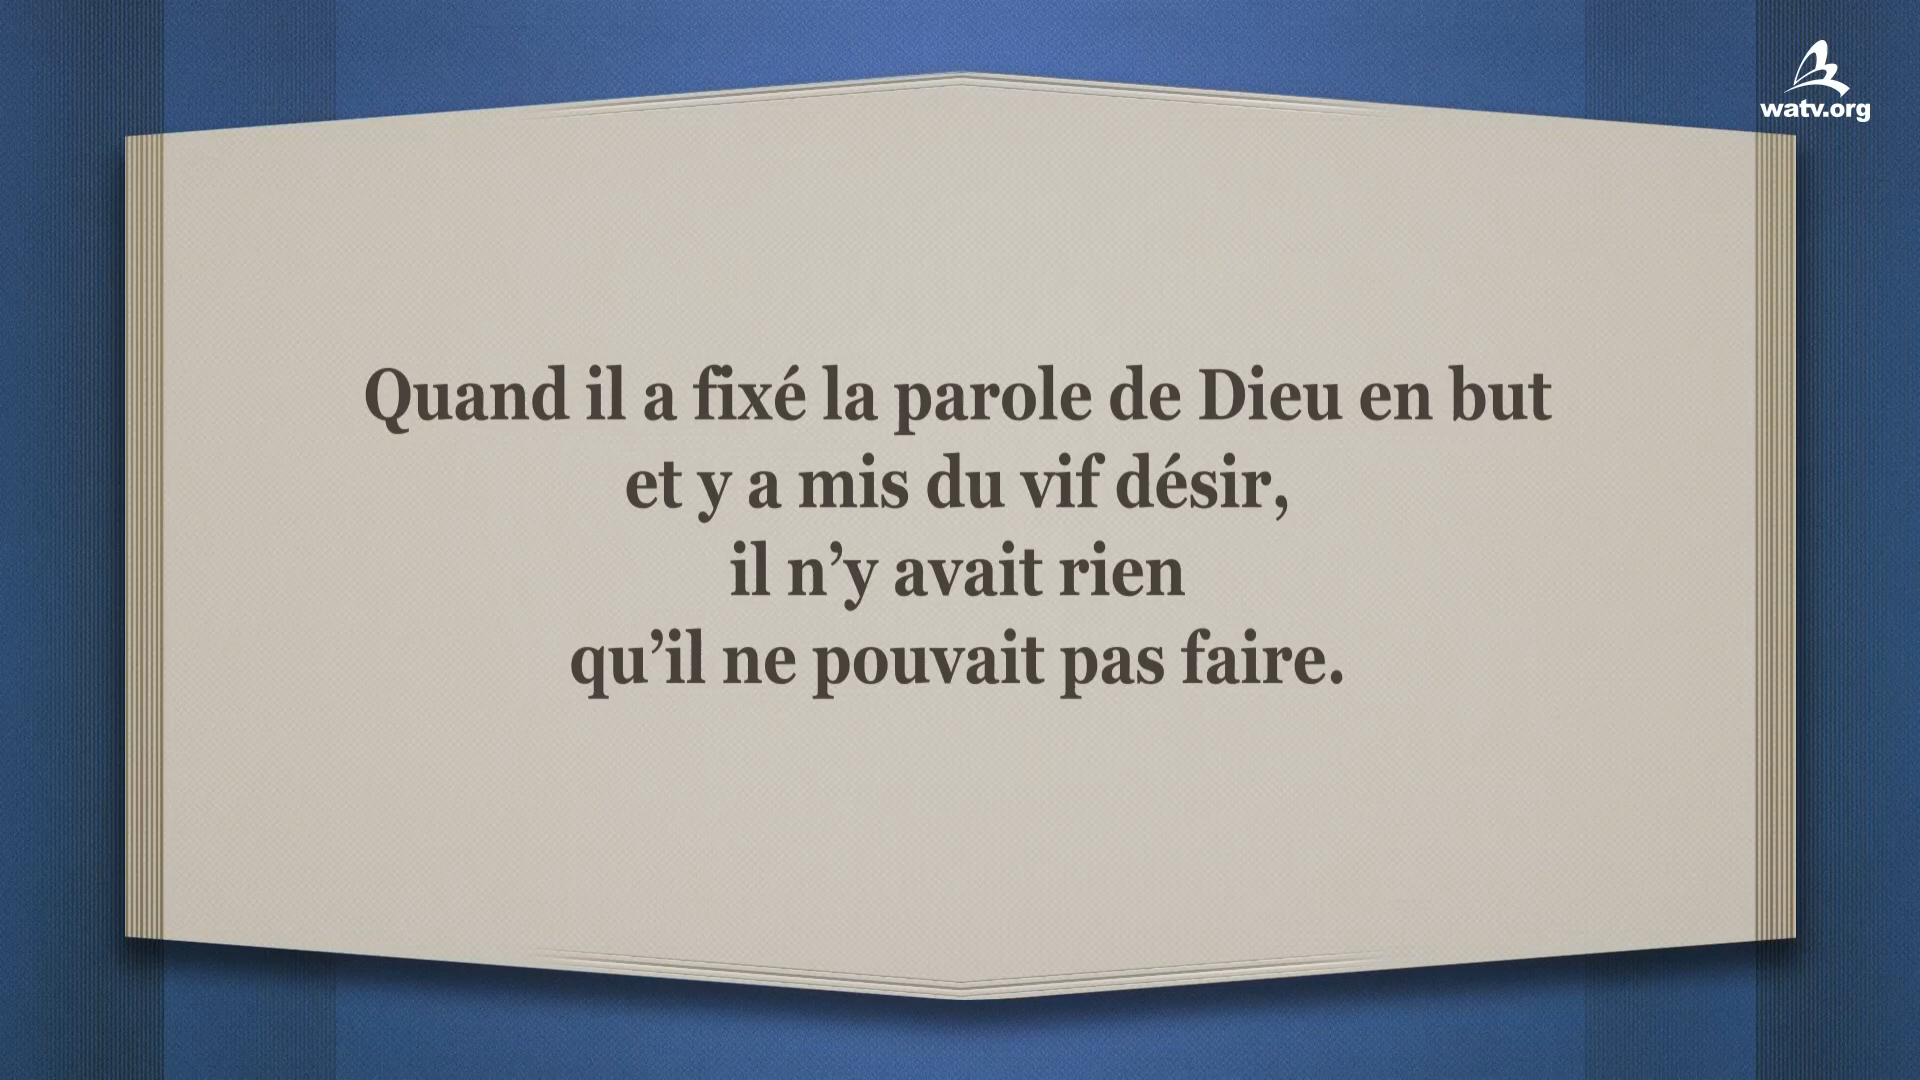 watv.org
Quand il a fixé la parole de Dieu en but
et y a mis du vif désir,
il n’y avait rien
qu’il ne pouvait pas faire.